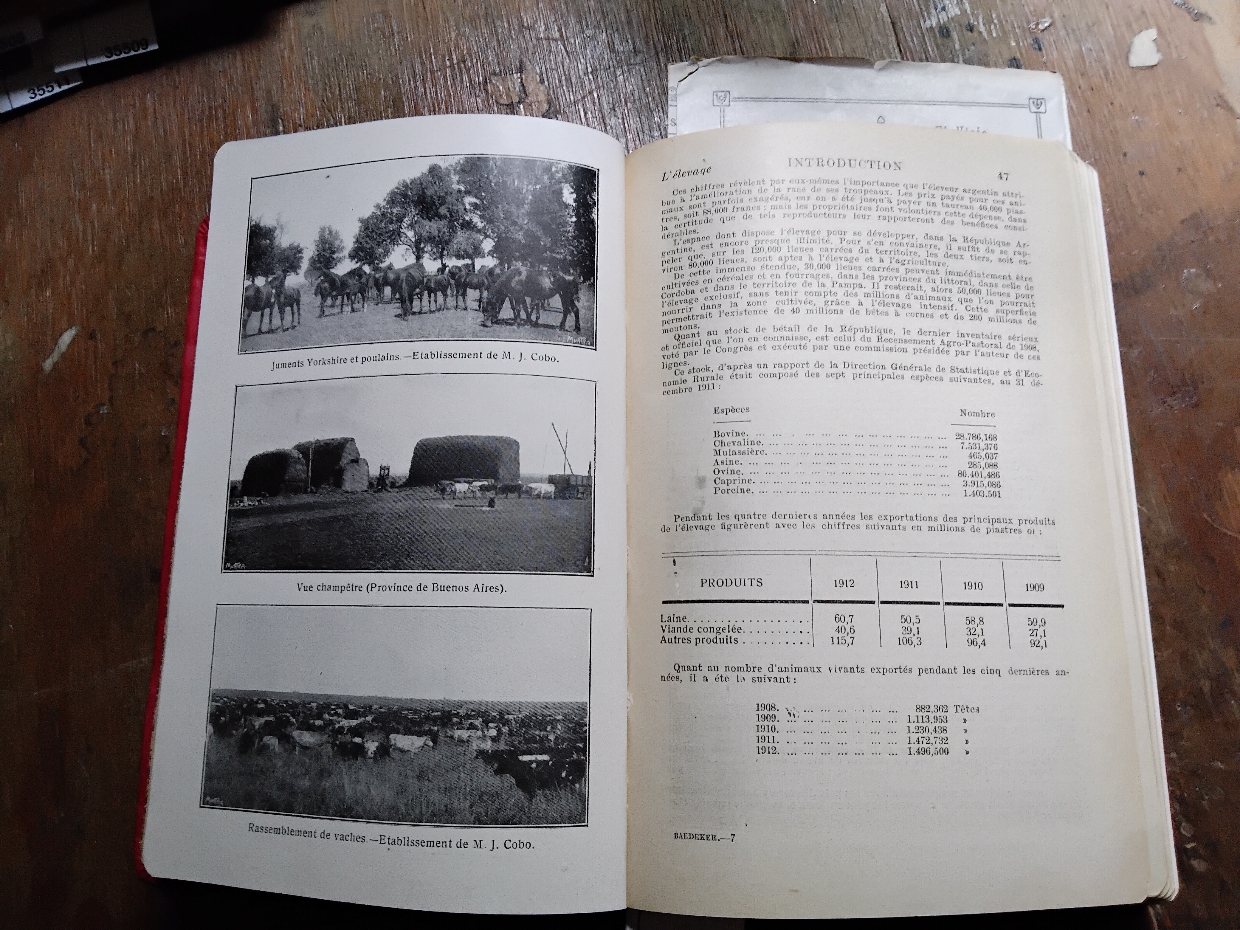 35509
35511
Juments Yorkshire et poulains.—Etablissement de M. J. Cobo.
Vue champêtre (Province de Buenos Aires).
Rassemblement de vaches.—Etablissement de M. J. Cobo.
L'élevage INTRODUCTION 47
Ces chiffres révèlent par eux-mêmes l'importance que l'éleveur argentin attri-
bue à l'amélioration de la race de ses troupeaux. Les prix payés pour ces ani-
maux sont parfois exagérés, car on a été jusqu'à payer un taureau 40,000 pias-
tres, soit 88,000 francs; mais les propriétaires font volontiers cette dépense, dans
la certitude que de tels reproducteurs leur rapporteront des bénéfices consi-
dérables.
L'espace dont dispose l'élevage pour se développer, dans la République Ar-
gentine, est encore presque illimité. Pour s'en convaincre, il suffit de se rap-
peler que, sur les 120,000 lieues carrées du territoire, les deux tiers, soit en-
viron 80,000 lieues, sont aptes à l'élevage et à l'agriculture.
De cette immense étendue, 30,000 lieues carrées peuvent immédiatement être
cultivées en céréales et en fourrages, dans les provinces du littoral, dans celle de
Cordoba et dans le territoire de la Pampa. Il resterait, alors 50,000 lieues pour
l'élevage exclusif, sans tenir compte des millions d'animaux que l'on pourrait
nourrir dans la zone cultivée, grâce à l'élevage intensif. Cette superficie
permettrait l'existence de 40 millions de bêtes à cornes et de 200 millions de
moutons.
Quant au stock de bétail de la République, le dernier inventaire sérieux
et officiel que l'on en connaisse, est celui du Recensement Agro-Pastoral de 1908,
voté par le Congrès et exécuté par une commission présidée par l'auteur de ces
lignes.
Ce stock, d'après un rapport de la Direction Générale de Statistique et d'Eco-
nomie Rurale était composé des sept principales espèces suivantes, au 31 dé-
cembre 1911:
Espèces Nombre
Bovine. 28.786,168
Chevaline. 7.531,376
Mulassière. 465,037
Asine. 285,088
Ovine. 80.401,486
Caprine. 3.915,086
Porcine. 1.403.501
Pendant les quatre dernières années les exportations des principaux produits
de l'élevage figurèrent avec les chiffres suivants en millions de piastres or:
PRODUITS 1912 1911 1910 1909
Laine. 60,7 50,5 58,8 59,9
Viande congelée. 40,6 39,1 32,1 27,1
Autres produits 115,7 106,3 96,4 92,1
Quant au nombre d'animaux vivants exportés pendant les cinq dernières an-
nées, il a été le suivant:
1908. 882,362 Têtes
1909. 1.113,953 »
1910. 1.230,438 »
1911. 1.472,732 »
1912. 1.496,500 »
BAEDEKER.—7